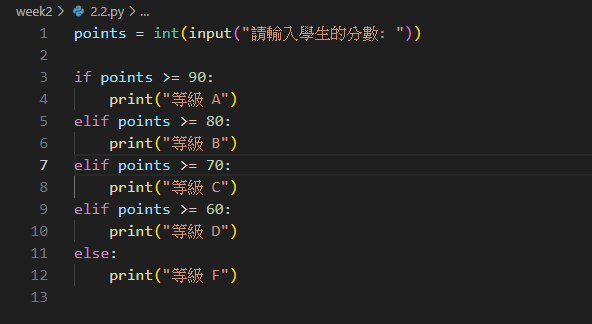 week2 > 2.2.py > ...
1 points = int(input("請輸入學生的分數: "))
2
3 if points >= 90:
4     print("等級 A")
5 elif points >= 80:
6     print("等級 B")
7 elif points >= 70:
8     print("等級 C")
9 elif points >= 60:
10     print("等級 D")
11 else:
12     print("等級 F")
13